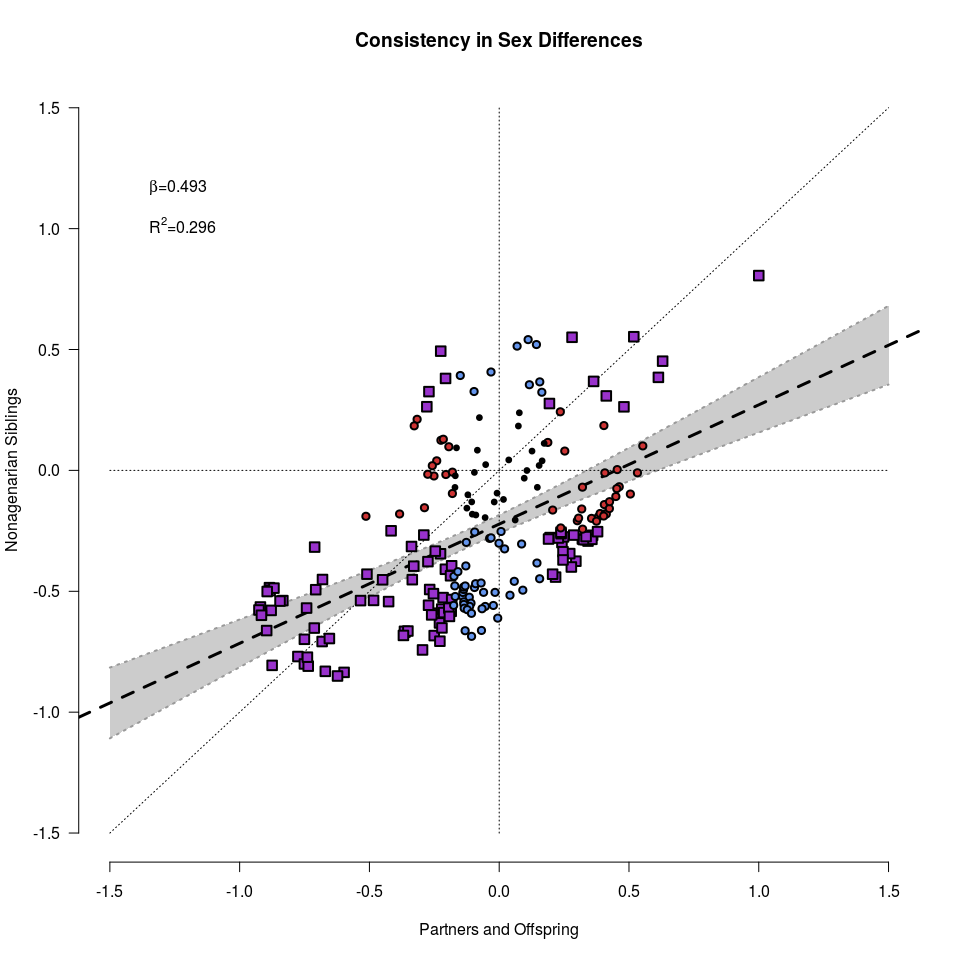 Consistency in Sex Differences
β=0.493
R²=0.296
1.5
1.0
0.5
0.0
-0.5
-1.0
-1.5
Nonagenarian Siblings
-1.5 -1.0 -0.5 0.0 0.5 1.0 1.5
Partners and Offspring